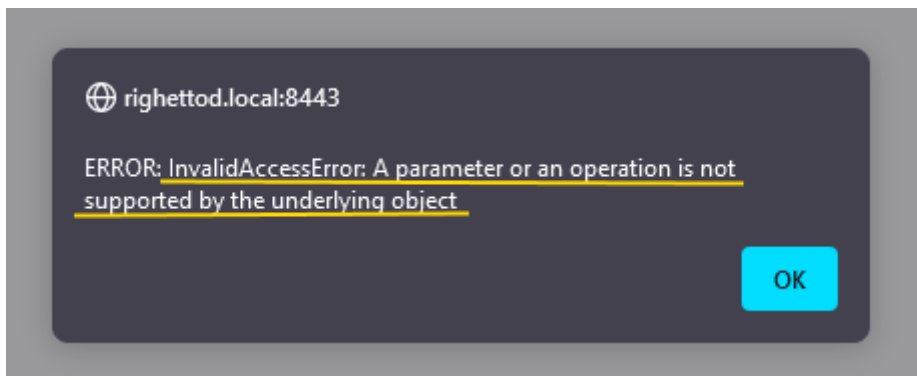 righettod.local:8443
ERROR: InvalidAccessError: A parameter or an operation is not
supported by the underlying object
OK